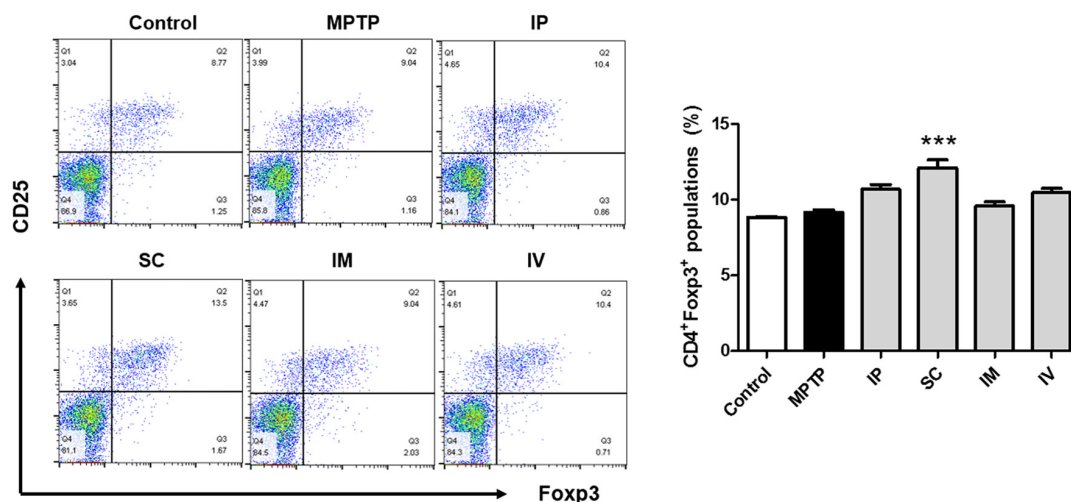 Control
MPTP
IP
Q1
3.04
Q2
8.77
Q4
86.9
Q3
1.25
Q1
3.99
Q2
9.04
Q4
85.8
Q3
1.16
Q1
4.65
Q2
10.4
Q4
84.1
Q3
0.86
SC
IM
IV
Q1
3.65
Q2
13.5
Q4
81.1
Q3
1.67
Q1
4.47
Q2
9.04
Q4
84.5
Q3
2.03
Q1
4.61
Q2
10.4
Q4
84.3
Q3
0.71
CD25
Foxp3
CD4⁺Foxp3⁺ populations (%)
15
10
5
0
***
Control
MPTP
IP
SC
IM
IV